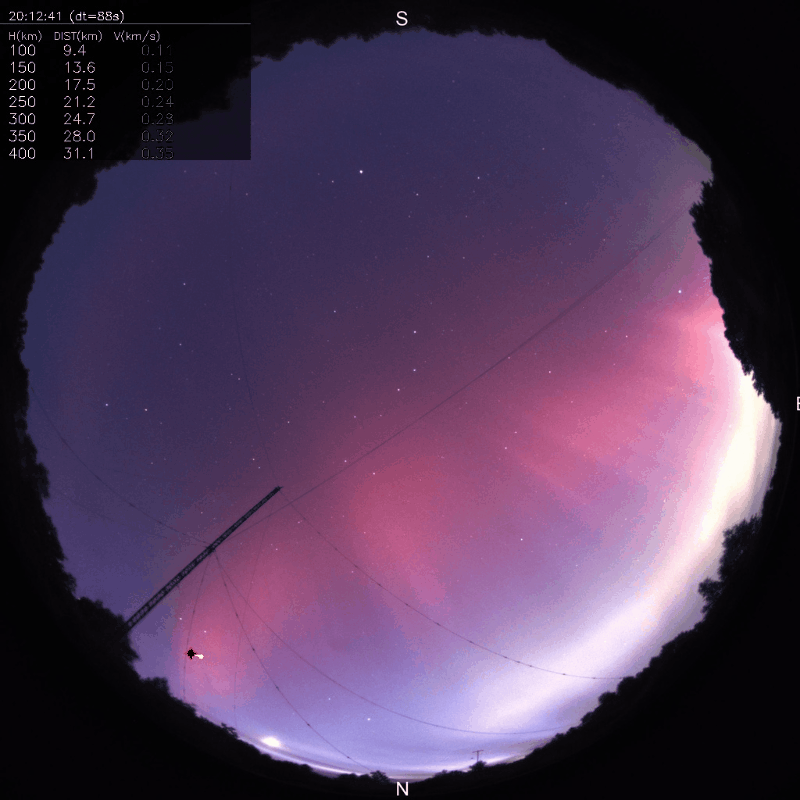 S
20:12:41 (dt=88s)
H(km) DIST(km) V(km/s)
100 9.4 0.11
150 13.6 0.15
200 17.5 0.20
250 21.2 0.24
300 24.7 0.28
350 28.0 0.32
400 31.1 0.35
E
N